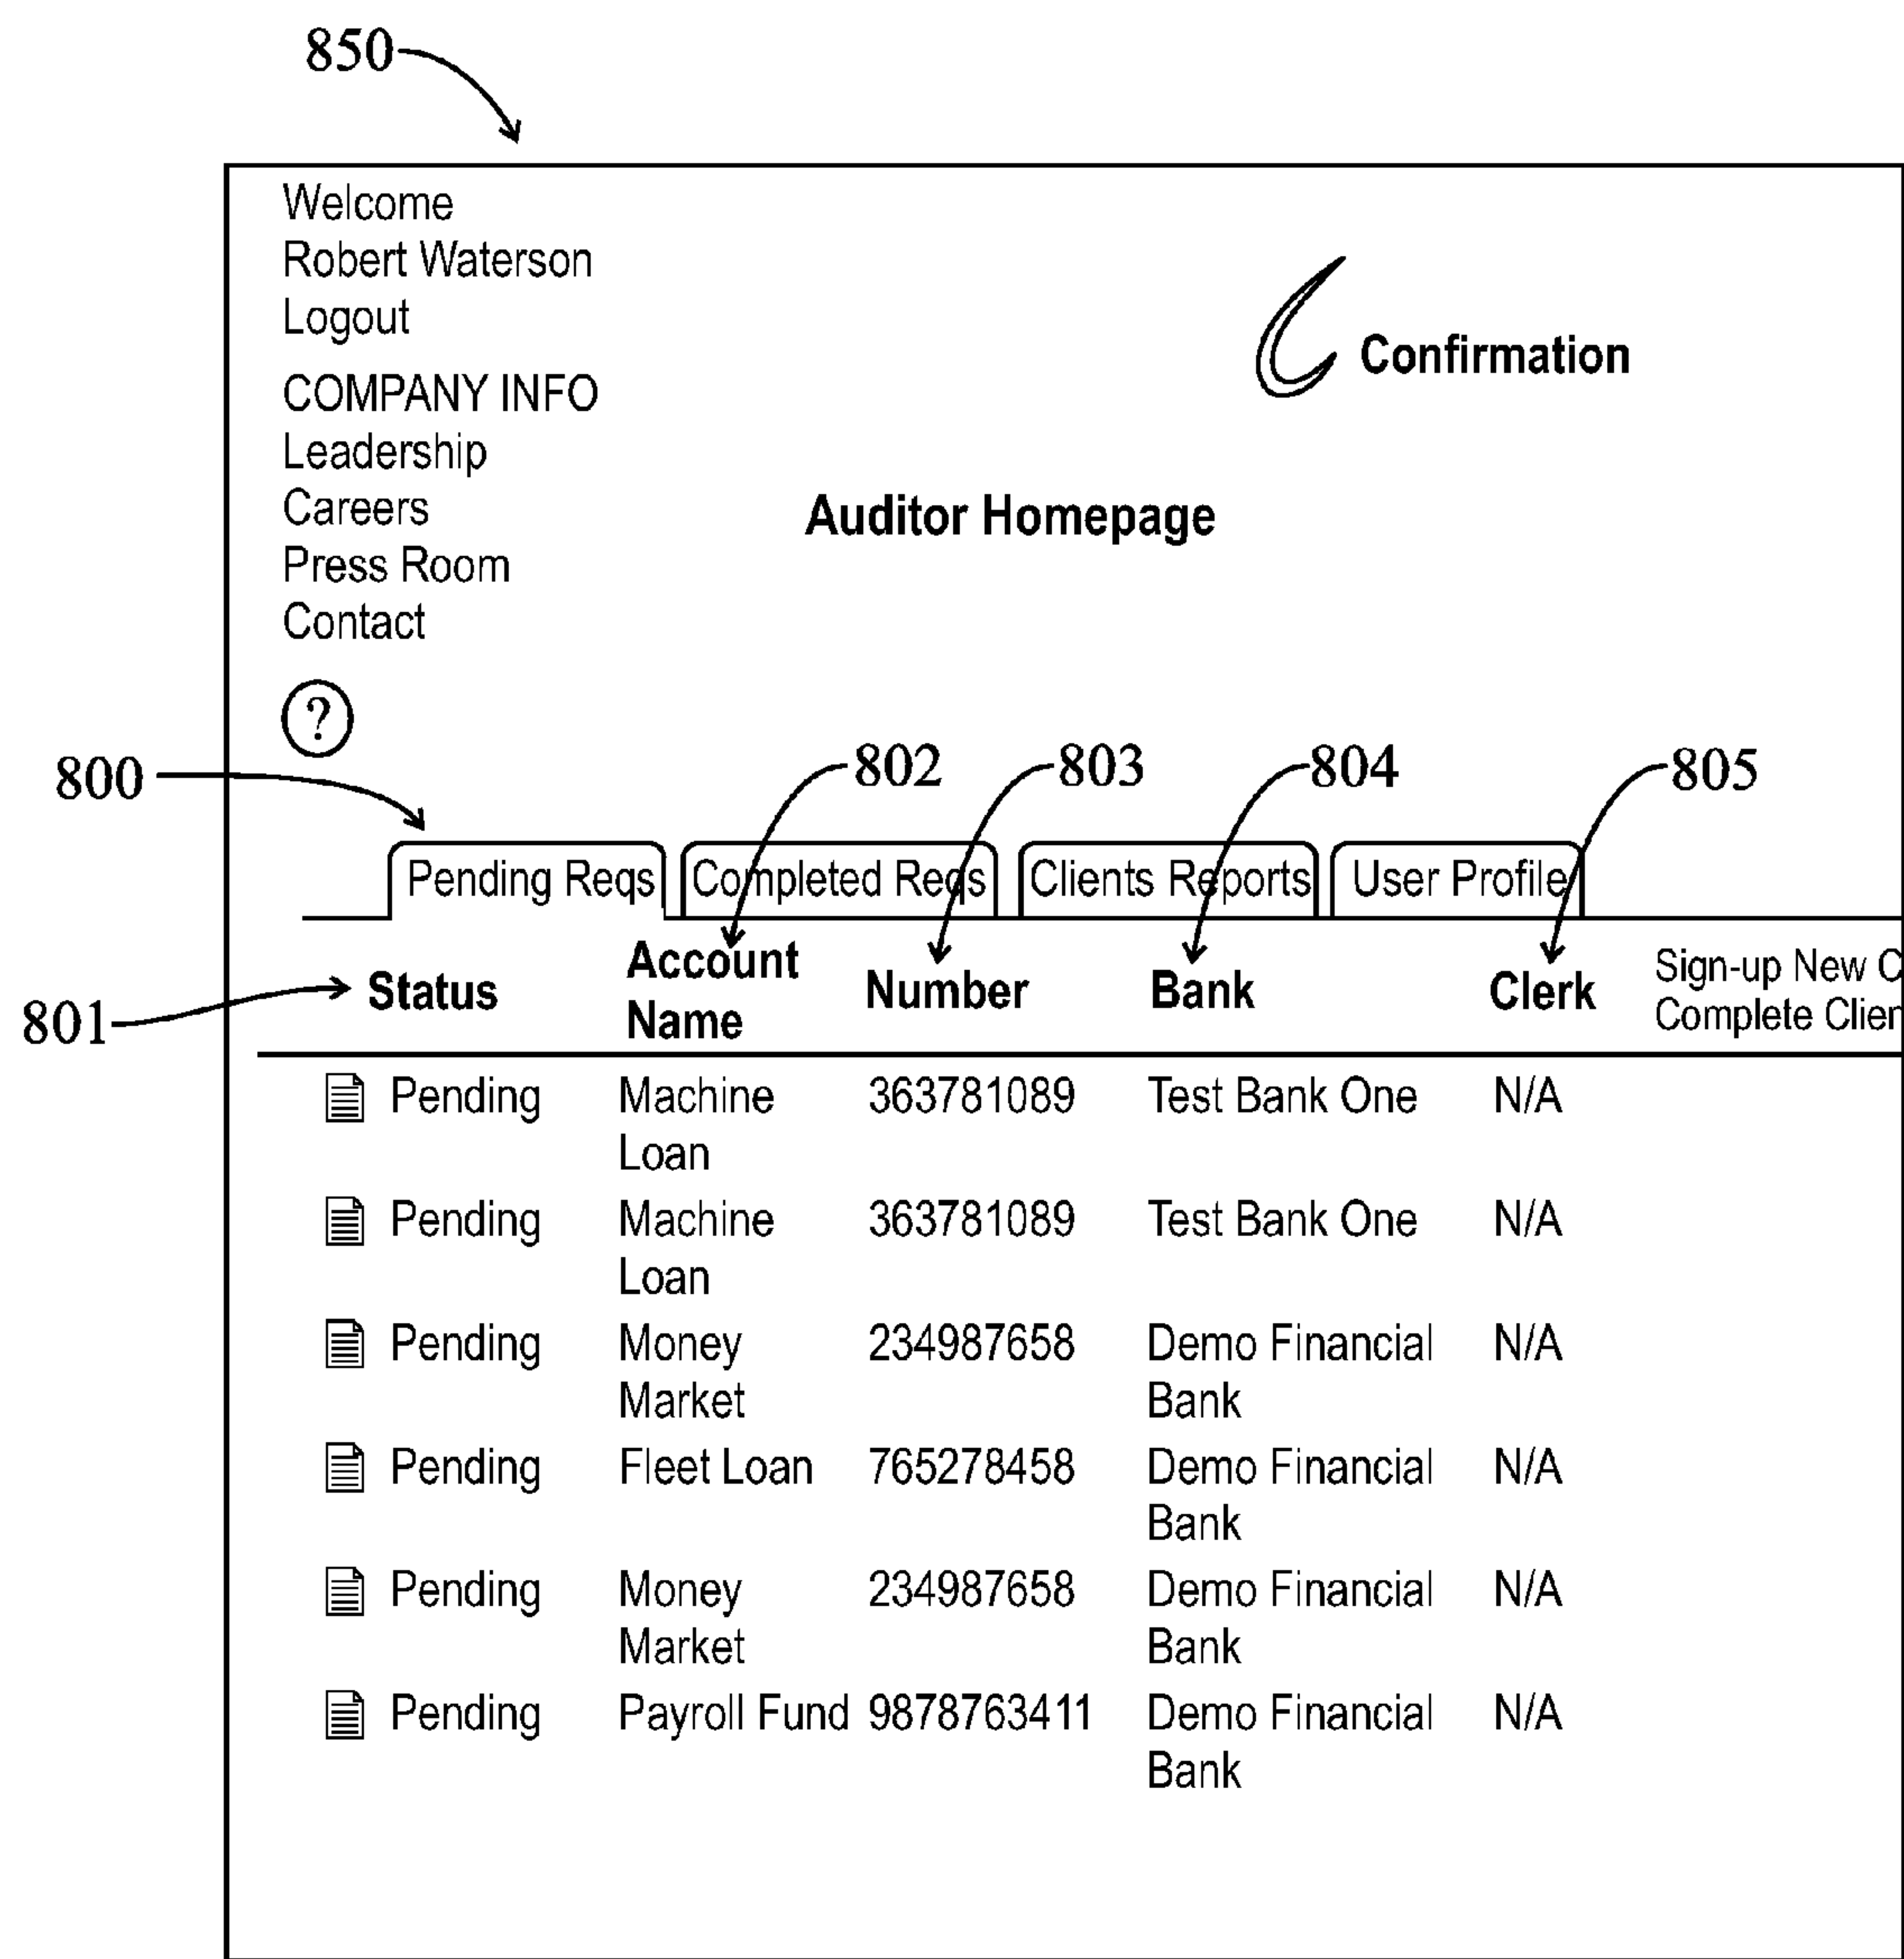 850
Welcome
Robert Waterson
Logout
Confirmation
COMPANY INFO
Leadership
Careers
Auditor Homepage
Press Room
Contact
?
800
802
803
804
805
Pending Reqs
Completed Reqs
Clients Reports
User Profile
801
Status
Account
Name
Number
Bank
Clerk
Sign-up New C
Complete Clien
Pending Machine 363781089 Test Bank One N/A
Loan
Pending Machine 363781089 Test Bank One N/A
Loan
Pending Money 234987658 Demo Financial N/A
Market Bank
Pending Fleet Loan 765278458 Demo Financial N/A
Bank
Pending Money 234987658 Demo Financial N/A
Market Bank
Pending Payroll Fund 9878763411 Demo Financial N/A
Bank